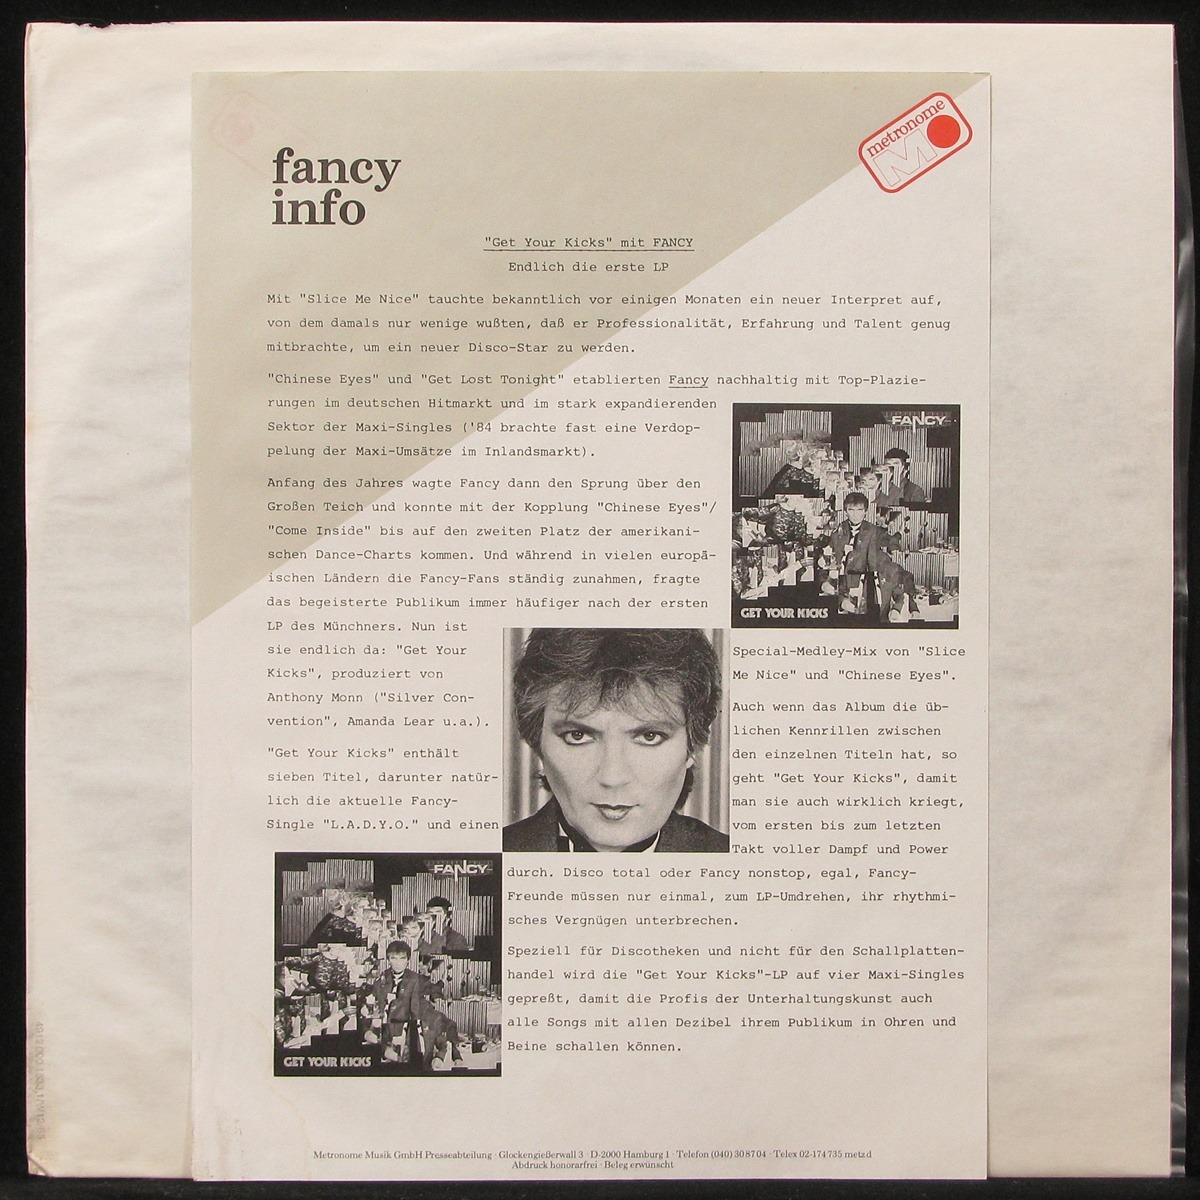 metronome
fancy
info
"Get Your Kicks" mit FANCY
Endlich die erste LP
Mit "Slice Me Nice" tauchte bekanntlich vor einigen Monaten ein neuer Interpret auf,
von dem damals nur wenige wußten, daß er Professionalität, Erfahrung und Talent genug
mitbrachte, um ein neuer Disco-Star zu werden.
"Chinese Eyes" und "Get Lost Tonight" etablierten Fancy nachhaltig mit Top-Plazie-
rungen im deutschen Hitmarkt und im stark expandierenden
Sektor der Maxi-Singles ('84 brachte fast eine Verdop-
pelung der Maxi-Umsätze im Inlandsmarkt).
Anfang des Jahres wagte Fancy dann den Sprung über den
Großen Teich und konnte mit der Kopplung "Chinese Eyes"/
"Come Inside" bis auf den zweiten Platz der amerikani-
schen Dance-Charts kommen. Und während in vielen europä-
ischen Ländern die Fancy-Fans ständig zunahmen, fragte
das begeisterte Publikum immer häufiger nach der ersten
LP des Münchners. Nun ist
sie endlich da: "Get Your
Kicks", produziert von
Anthony Monn ("Silver Con-
vention", Amanda Lear u.a.).
"Get Your Kicks" enthält
sieben Titel, darunter natür-
lich die aktuelle Fancy-
Single "L.A.D.Y.O." und einen
FANCY
GET YOUR KICKS
Special-Medley-Mix von "Slice
Me Nice" und "Chinese Eyes".
Auch wenn das Album die üb-
lichen Kennrillen zwischen
den einzelnen Titeln hat, so
geht "Get Your Kicks", damit
man sie auch wirklich kriegt,
vom ersten bis zum letzten
Takt voller Dampf und Power
durch. Disco total oder Fancy nonstop, egal, Fancy-
Freunde müssen nur einmal, zum LP-Umdrehen, ihr rhythmi-
sches Vergnügen unterbrechen.
Speziell für Discotheken und nicht für den Schallplatten-
handel wird die "Get Your Kicks"-LP auf vier Maxi-Singles
gepreßt, damit die Profis der Unterhaltungskunst auch
alle Songs mit allen Dezibel ihrem Publikum in Ohren und
Beine schallen können.
FANCY
GET YOUR KICKS
Metronome Musik GmbH Presseabteilung · Glockengießerwall 3 · D-2000 Hamburg 1 · Telefon (040) 30 87 04 · Telex 02-174 735 metz d
Abdruck honorarfrei · Beleg erwünscht